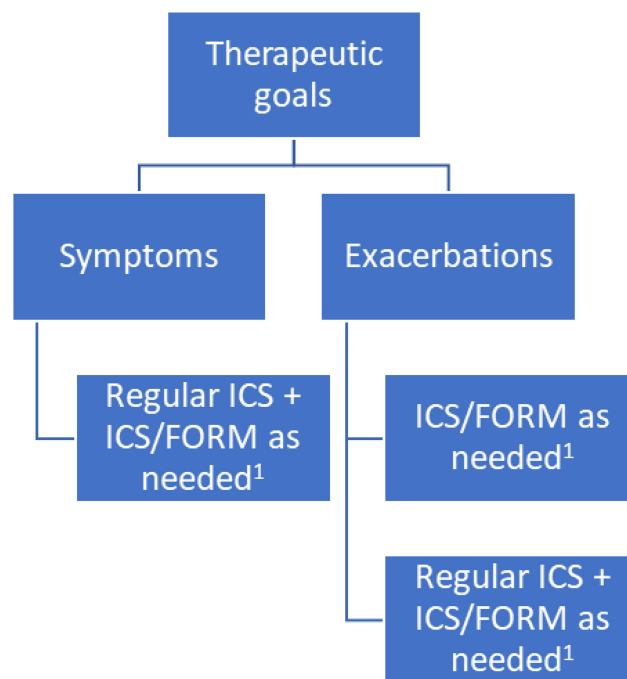 Therapeutic
goals
Symptoms
Exacerbations
Regular ICS +
ICS/FORM as
needed¹
ICS/FORM as
needed¹
Regular ICS +
ICS/FORM as
needed¹